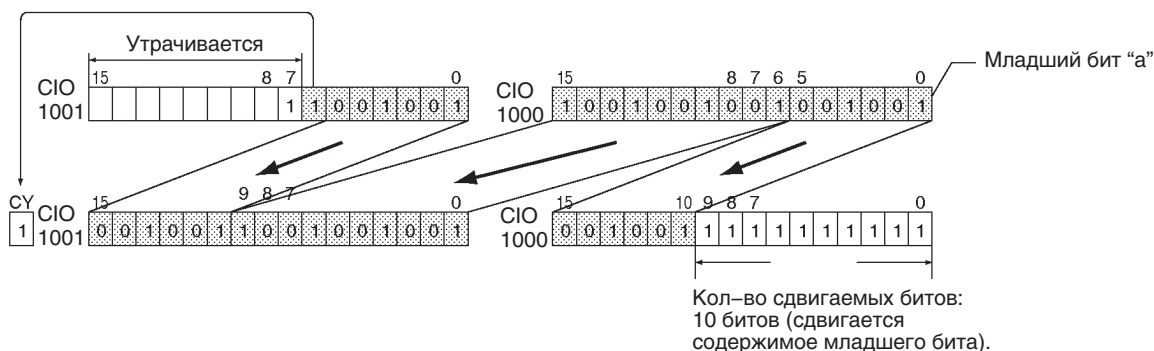 Утрачивается
Младший бит “a”
15 8 7 0
CIO 1001
1 1 0 0 1 0 0 1
15 8 7 6 5 0
CIO 1000
1 0 0 1 0 0 1 0 0 1 0 0 1 0 0 1
CY
1
15 9 8 7 0
CIO 1001
0 0 1 0 0 1 1 0 0 1 0 0 1 0 0 1
15 10 9 8 7 0
CIO 1000
0 0 1 0 0 1 1 1 1 1 1 1 1 1 1 1
Кол–во сдвигаемых битов:
10 битов (сдвигается
содержимое младшего бита).